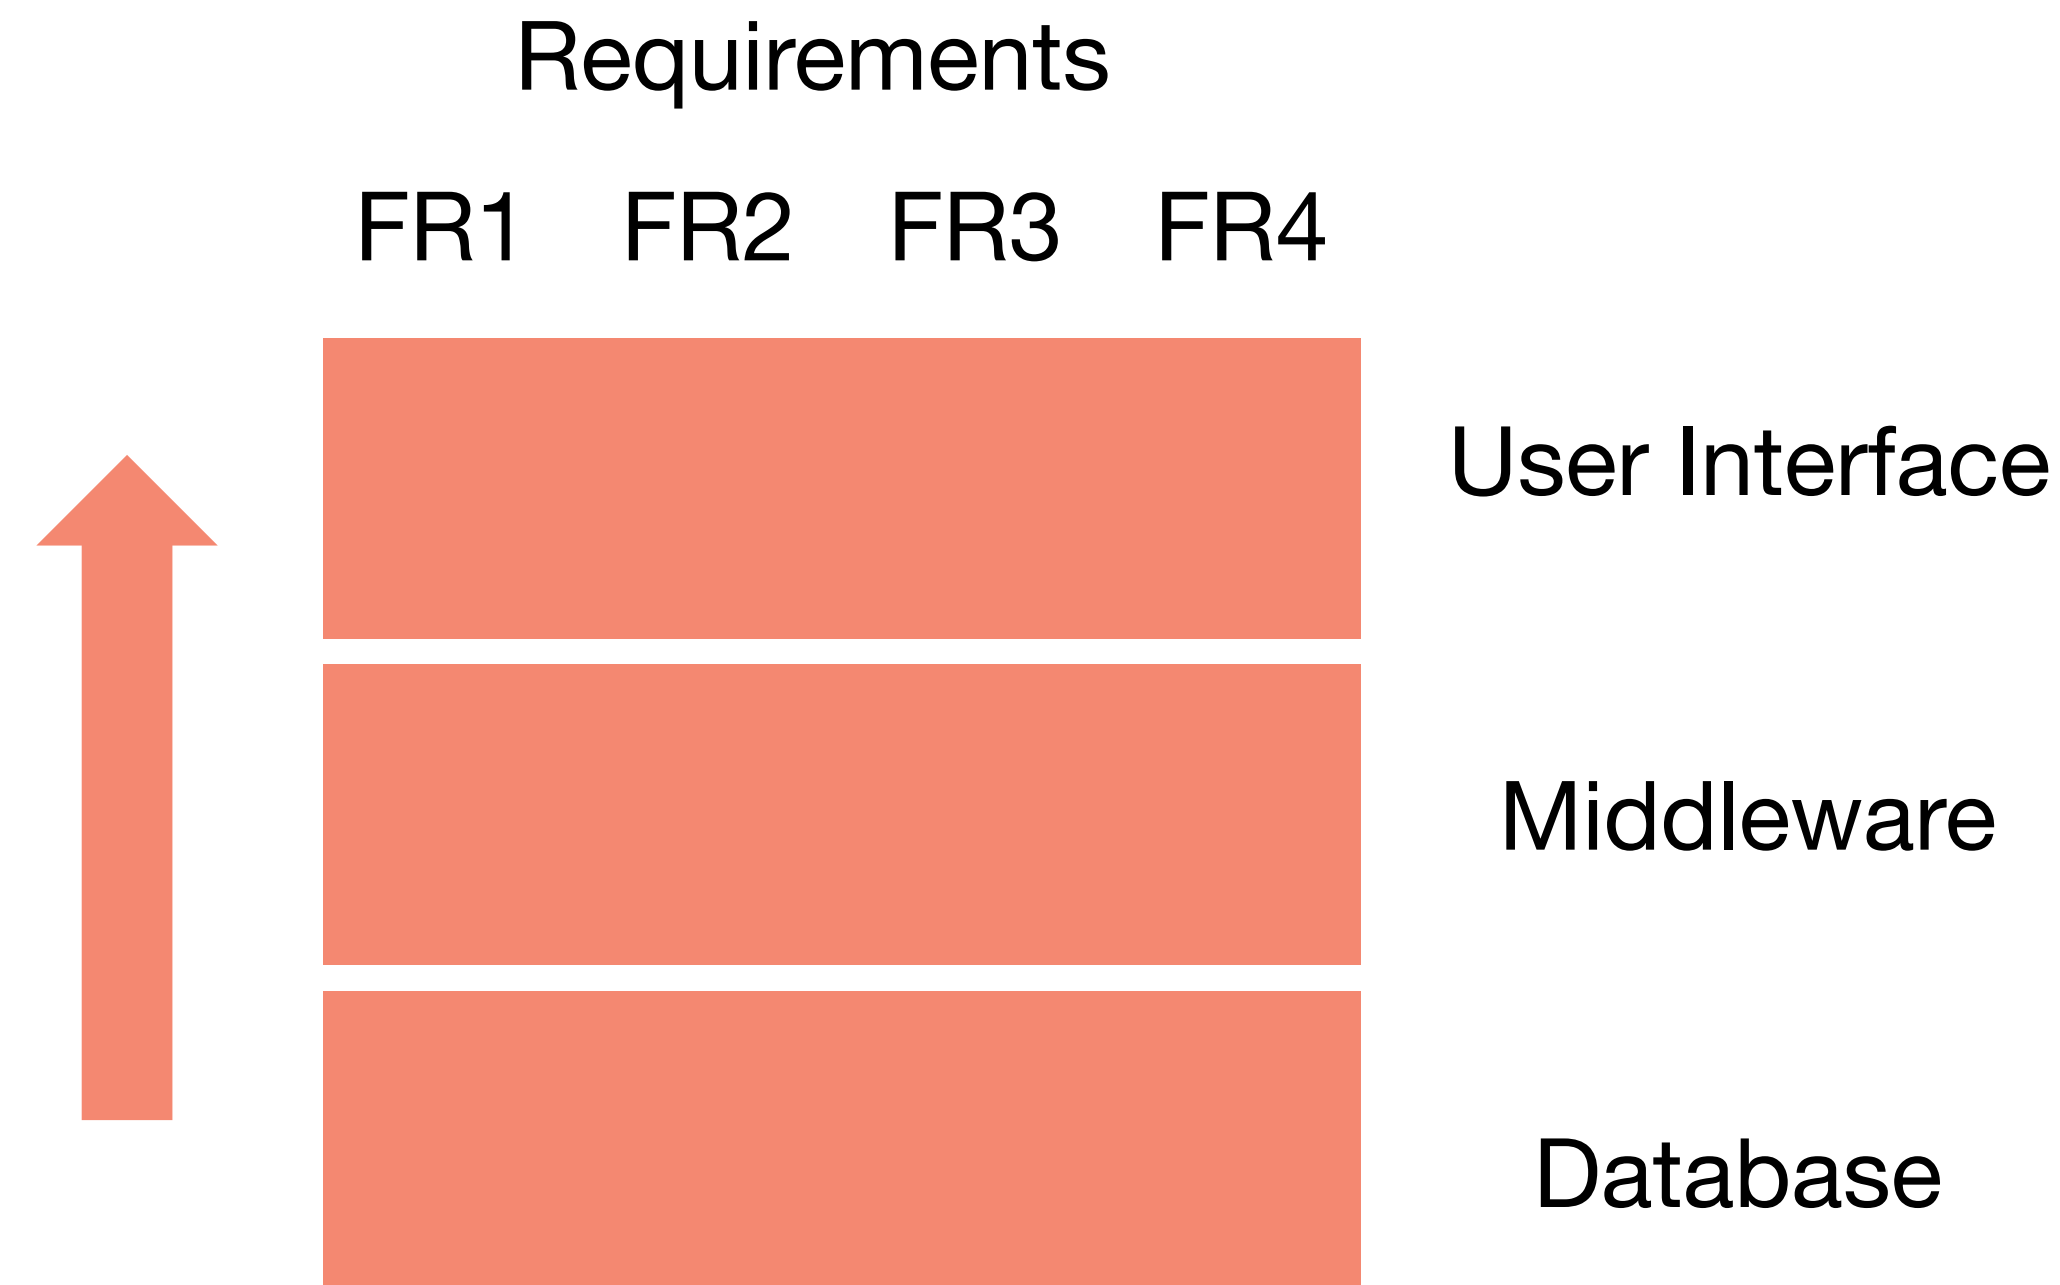 Requirements
FR1 FR2 FR3 FR4
User Interface
Middleware
Database